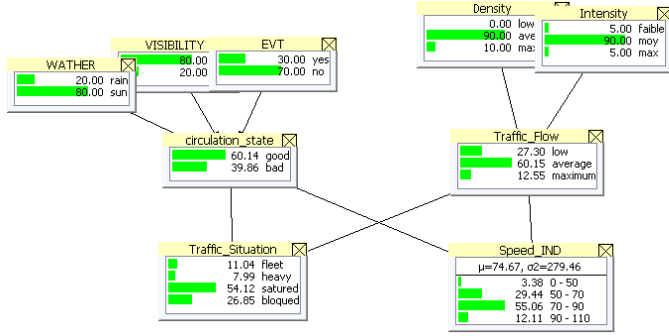 Density
0.00 low
90.00 ave
10.00 max
Intensity
5.00 faible
90.00 moy
5.00 max
VISIBILITY
80.00
20.00
EVT
30.00 yes
70.00 no
WATHER
20.00 rain
80.00 sun
circulation_state
60.14 good
39.86 bad
Traffic_Flow
27.30 low
60.15 average
12.55 maximum
Traffic_Situation
11.04 fleet
7.99 heavy
54.12 satured
26.85 bloqued
Speed_IND
μ=74.67, σ2=279.46
3.38 0 - 50
29.44 50 - 70
55.06 70 - 90
12.11 90 - 110